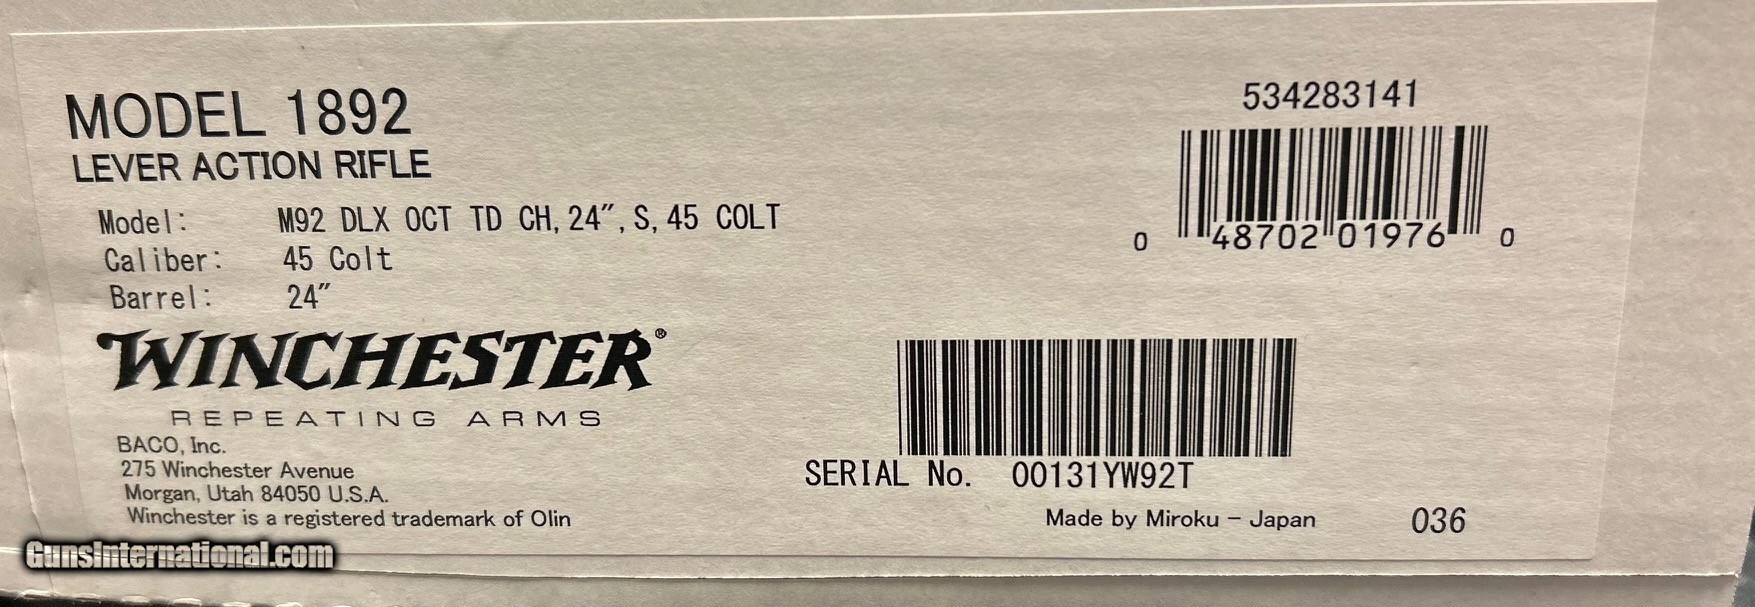 MODEL 1892
LEVER ACTION RIFLE
Model: M92 DLX OCT TD CH, 24", S, 45 COLT
Caliber: 45 Colt
Barrel: 24"
WINCHESTER®
REPEATING ARMS
BACO, Inc.
275 Winchester Avenue
Morgan, Utah 84050 U.S.A.
Winchester is a registered trademark of Olin
534283141
0 48702 01976 0
SERIAL No. 00131YW92T
Made by Miroku - Japan 036
GunsInternational.com